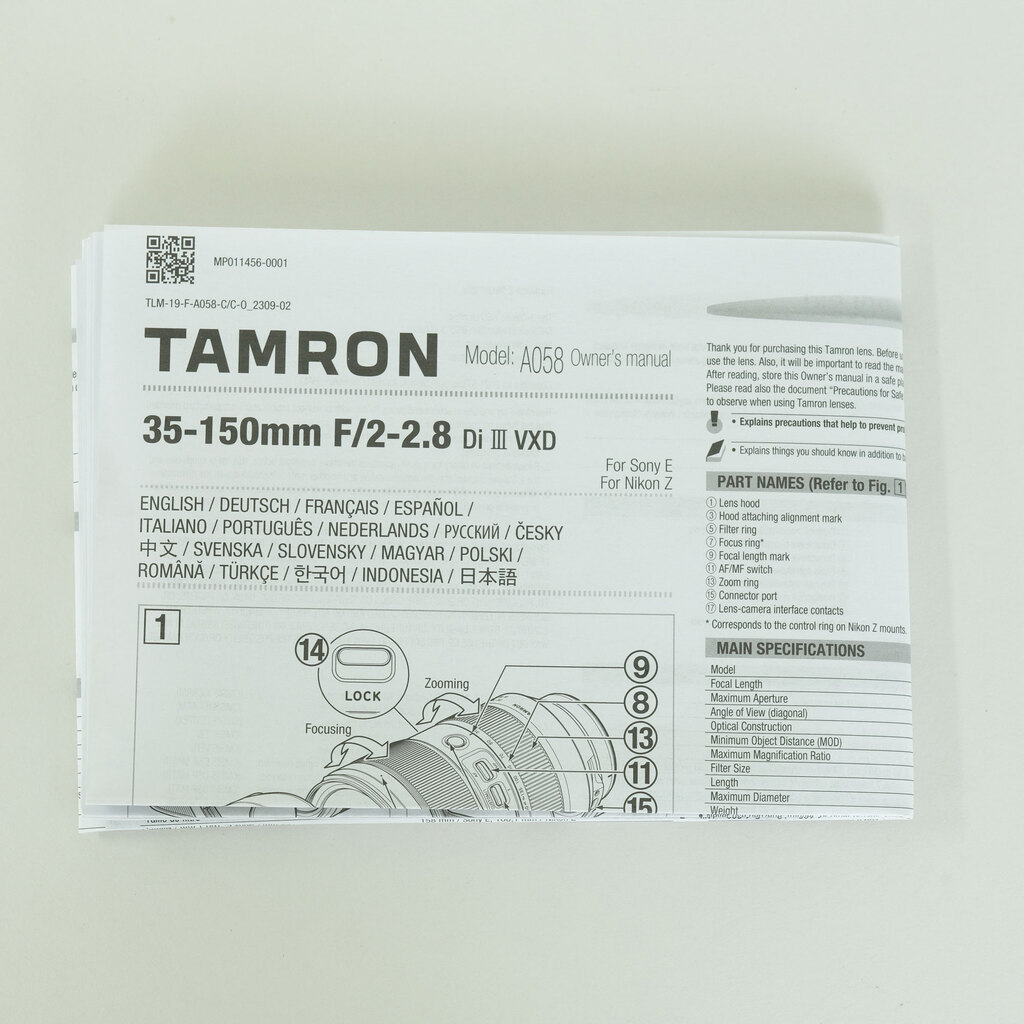 MP011456-0001
TLM-19-F-A058-C/C-O_2309-02
TAMRON Model: A058 Owner's manual
35-150mm F/2-2.8 Di III VXD
For Sony E
For Nikon Z
ENGLISH / DEUTSCH / FRANÇAIS / ESPAÑOL /
ITALIANO / PORTUGUÊS / NEDERLANDS / РУССКИЙ / ČESKY
中文 / SVENSKA / SLOVENSKY / MAGYAR / POLSKI /
ROMÂNĂ / TÜRKÇE / 한국어 / INDONESIA / 日本語
1
14
LOCK
Zooming
Focusing
9
8
13
11
15
Thank you for purchasing this Tamron lens. Before
use the lens. Also, it will be important to read the
After reading, store this Owner's manual in a safe
Please read also the document "Precautions for Safe
to observe when using Tamron lenses.
• Explains precautions that help to prevent
• Explains things you should know in addition to
PART NAMES (Refer to Fig. 1
① Lens hood
③ Hood attaching alignment mark
⑤ Filter ring
⑦ Focus ring*
⑨ Focal length mark
⑪ AF/MF switch
⑬ Zoom ring
⑮ Connector port
⑰ Lens-camera interface contacts
* Corresponds to the control ring on Nikon Z mounts.
MAIN SPECIFICATIONS
Model
Focal Length
Maximum Aperture
Angle of View (diagonal)
Optical Construction
Minimum Object Distance (MOD)
Maximum Magnification Ratio
Filter Size
Length
Maximum Diameter
Weight